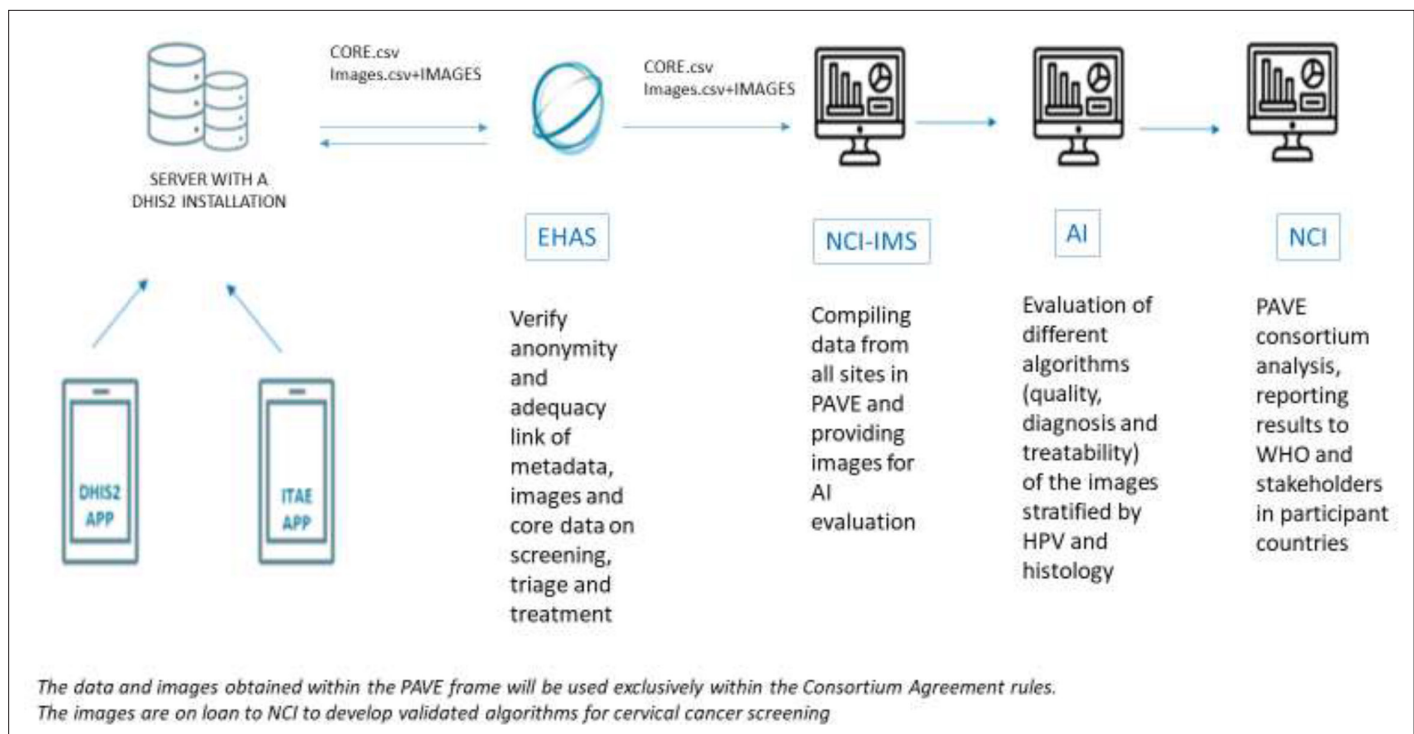 CORE.csv
Images.csv+IMAGES
CORE.csv
Images.csv+IMAGES
SERVER WITH A
DHIS2 INSTALLATION
EHAS
NCI-IMS
AI
NCI
DHIS2
APP
ITAE
APP
Verify
anonymity
and
adequacy
link of
metadata,
images and
core data on
screening,
triage and
treatment
Compiling
data from
all sites in
PAVE and
providing
images for
AI
evaluation
Evaluation of
different
algorithms
(quality,
diagnosis and
treatability)
of the images
stratified by
HPV and
histology
PAVE
consortium
analysis,
reporting
results to
WHO and
stakeholders
in participant
countries
The data and images obtained within the PAVE frame will be used exclusively within the Consortium Agreement rules.
The images are on loan to NCI to develop validated algorithms for cervical cancer screening